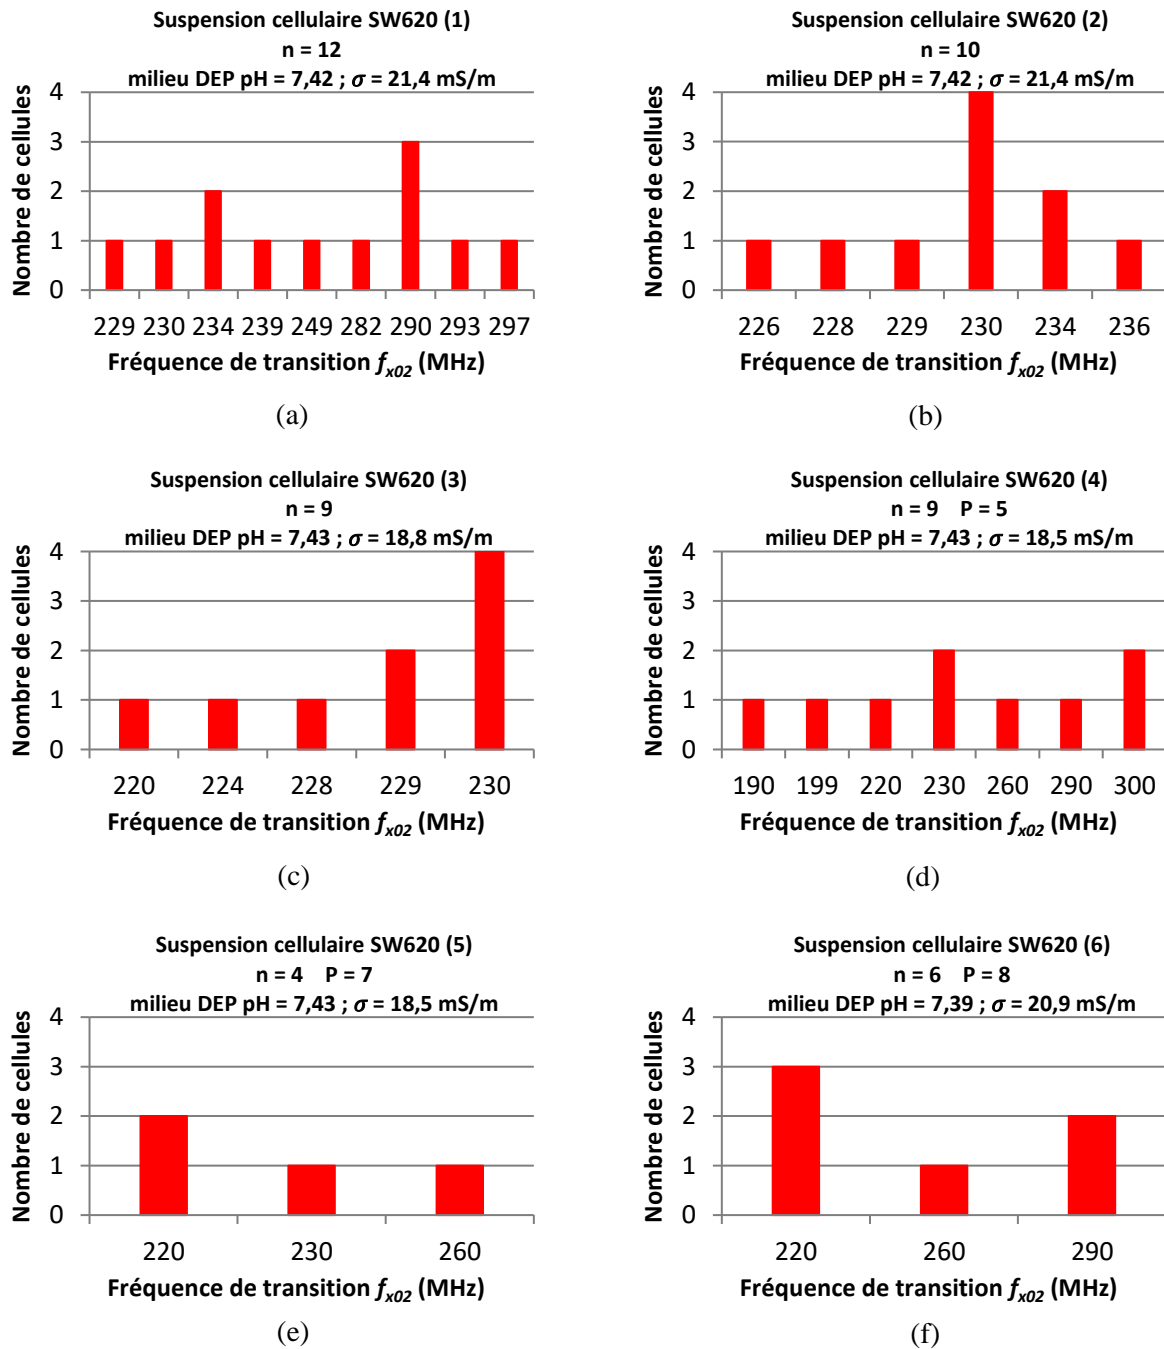 Suspension cellulaire SW620 (1)
n = 12
milieu DEP pH = 7,42 ; σ = 21,4 mS/m
Nombre de cellules
4
3
2
1
0
229 230 234 239 249 282 290 293 297
Fréquence de transition fx02 (MHz)
(a)
Suspension cellulaire SW620 (2)
n = 10
milieu DEP pH = 7,42 ; σ = 21,4 mS/m
Nombre de cellules
4
3
2
1
0
226 228 229 230 234 236
Fréquence de transition fx02 (MHz)
(b)
Suspension cellulaire SW620 (3)
n = 9
milieu DEP pH = 7,43 ; σ = 18,8 mS/m
Nombre de cellules
4
3
2
1
0
220 224 228 229 230
Fréquence de transition fx02 (MHz)
(c)
Suspension cellulaire SW620 (4)
n = 9 P = 5
milieu DEP pH = 7,43 ; σ = 18,5 mS/m
Nombre de cellules
4
3
2
1
0
190 199 220 230 260 290 300
Fréquence de transition fx02 (MHz)
(d)
Suspension cellulaire SW620 (5)
n = 4 P = 7
milieu DEP pH = 7,43 ; σ = 18,5 mS/m
Nombre de cellules
4
3
2
1
0
220 230 260
Fréquence de transition fx02 (MHz)
(e)
Suspension cellulaire SW620 (6)
n = 6 P = 8
milieu DEP pH = 7,39 ; σ = 20,9 mS/m
Nombre de cellules
4
3
2
1
0
220 260 290
Fréquence de transition fx02 (MHz)
(f)